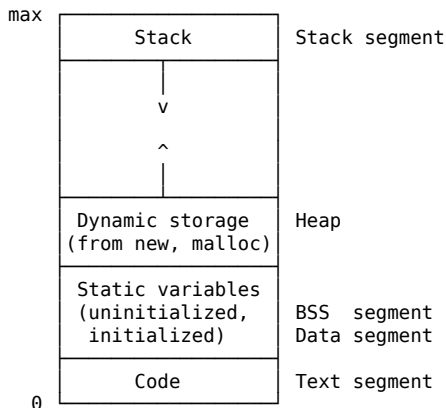 max
Stack Stack segment
v
^
Dynamic storage Heap
(from new, malloc)
Static variables
(uninitialized, BSS segment
initialized) Data segment
Code Text segment
0